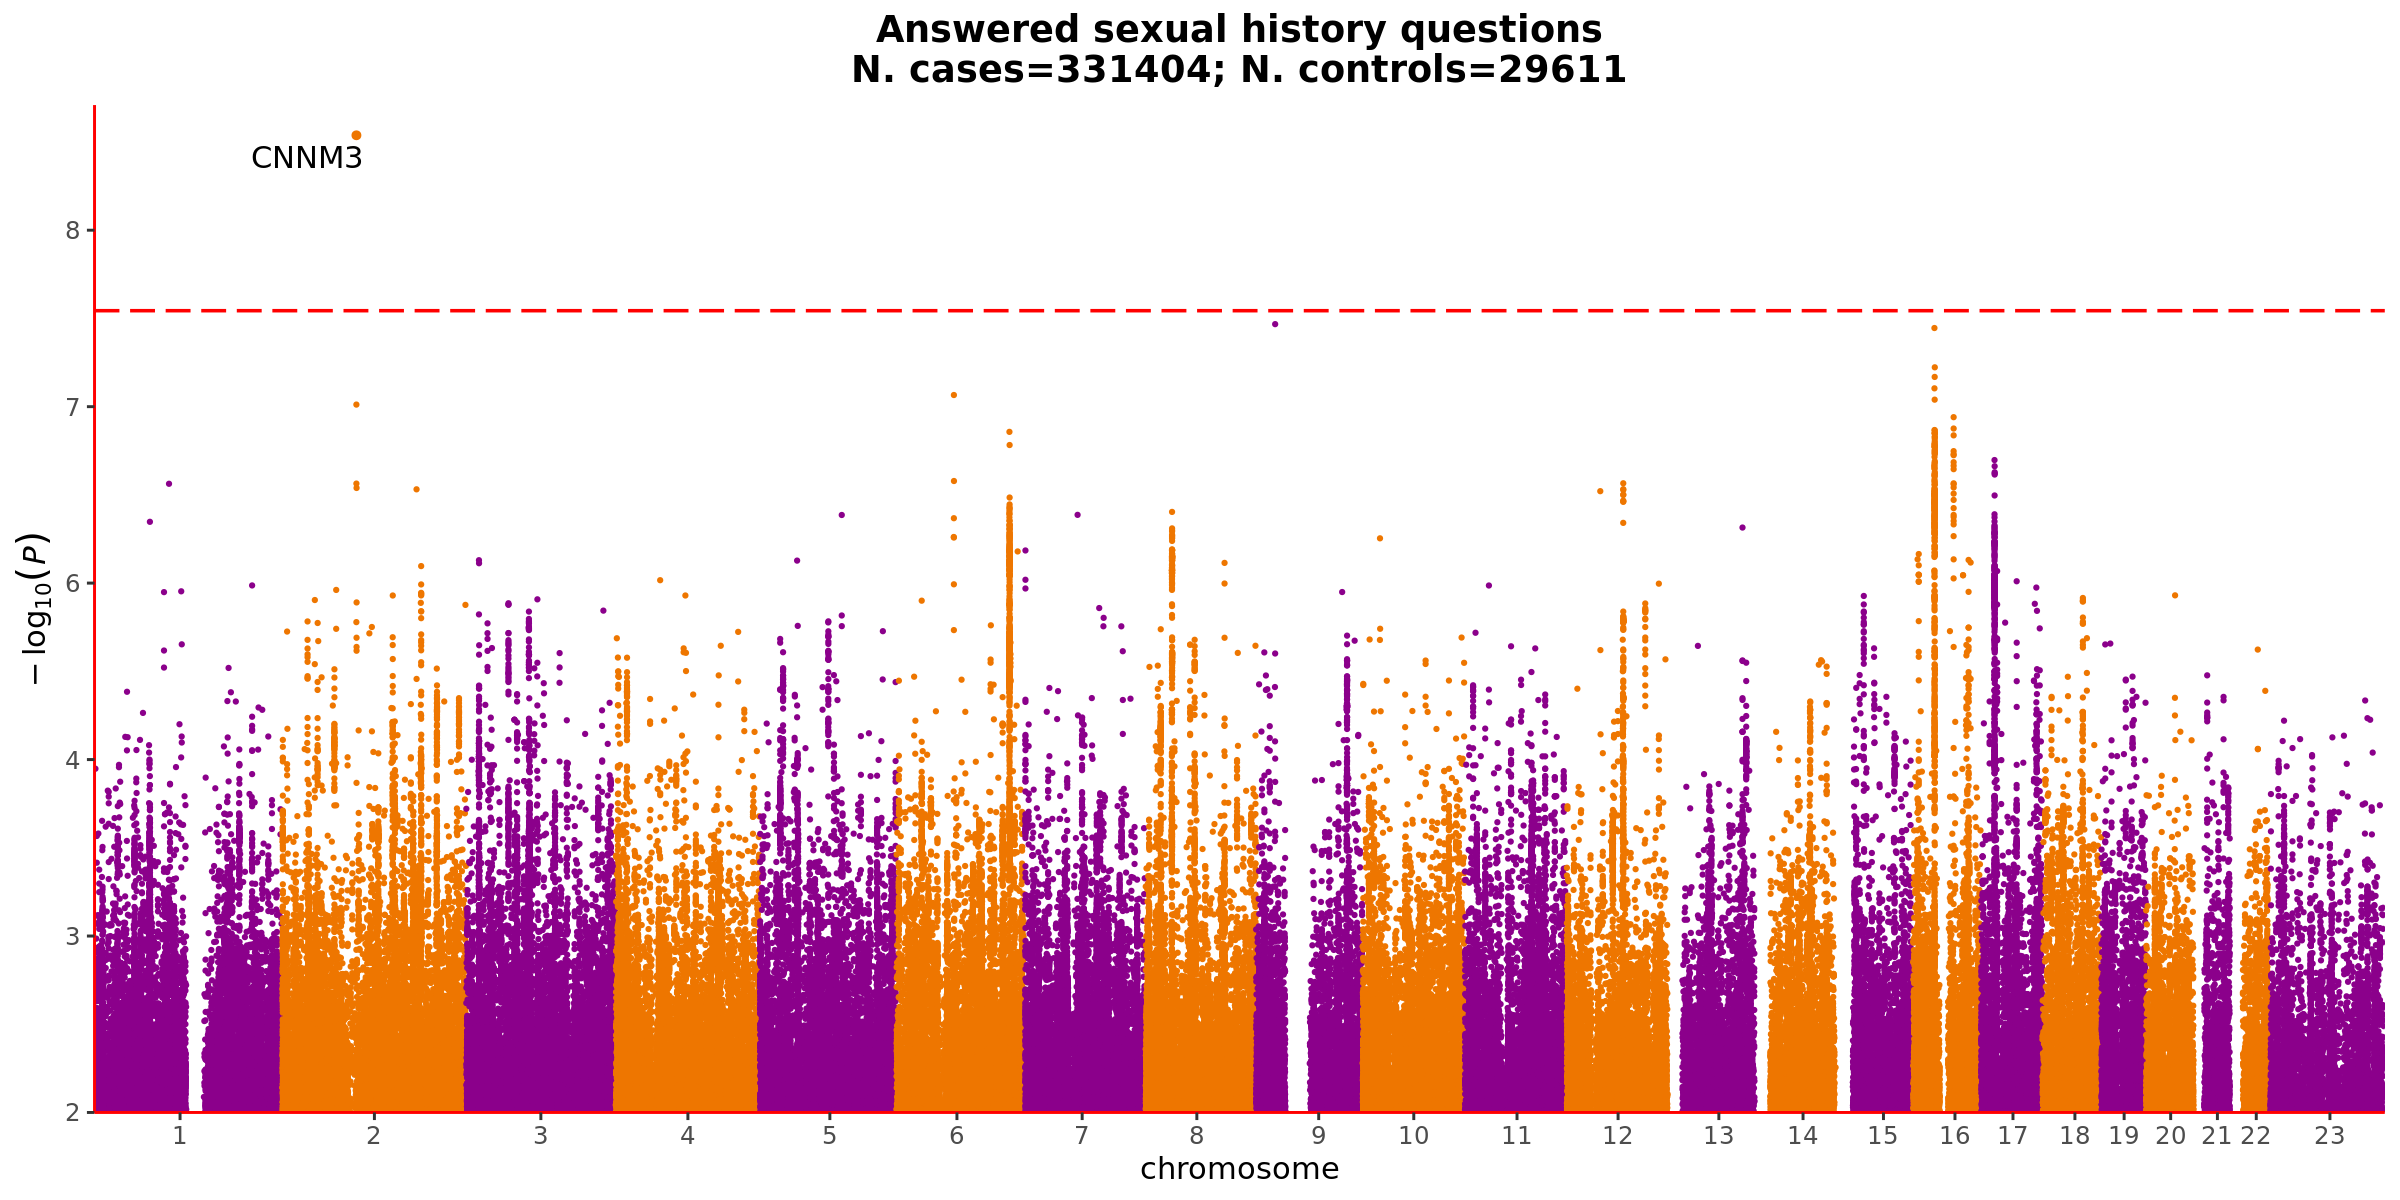 Answered sexual history questions
N. cases=331404; N. controls=29611
CNNM3
8
7
6
4
3
2
−log10(P)
1 2 3 4 5 6 7 8 9 10 11 12 13 14 15 16 17 18 19 20 21 22 23
chromosome